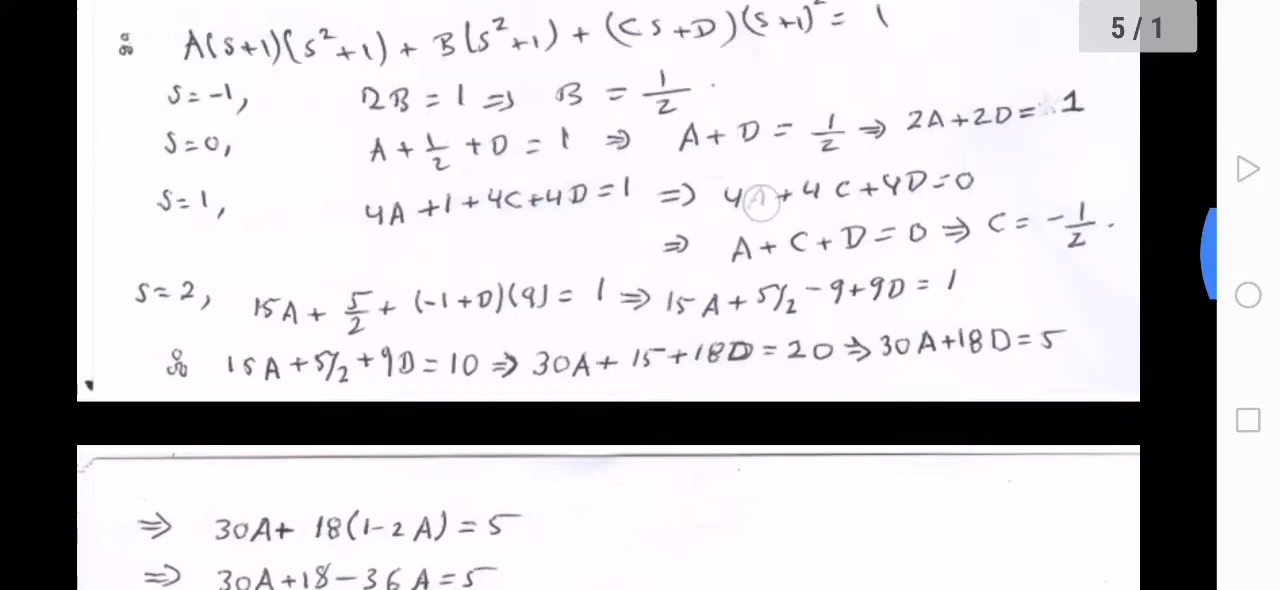 5/1
∴ A(s+1)(s²+1) + B(s²+1) + (Cs+D)(s+1)² = 1
s=-1, 2B = 1 ⇒ B = 1/2.
s=0, A + 1/2 + D = 1 ⇒ A + D = 1/2 ⇒ 2A+2D = 1
s=1, 4A+1+4C+4D=1 ⇒ 4A+4C+4D=0
⇒ A+C+D=0 ⇒ C = -1/2.
s=2, 15A + 5/2 + (-1+D)(9) = 1 ⇒ 15A + 5/2 - 9+9D = 1
∴ 15A + 5/2 + 9D = 10 ⇒ 30A + 15 + 18D = 20 ⇒ 30A+18D = 5
⇒ 30A + 18(1-2A) = 5
⇒ 30A+18-36A=5